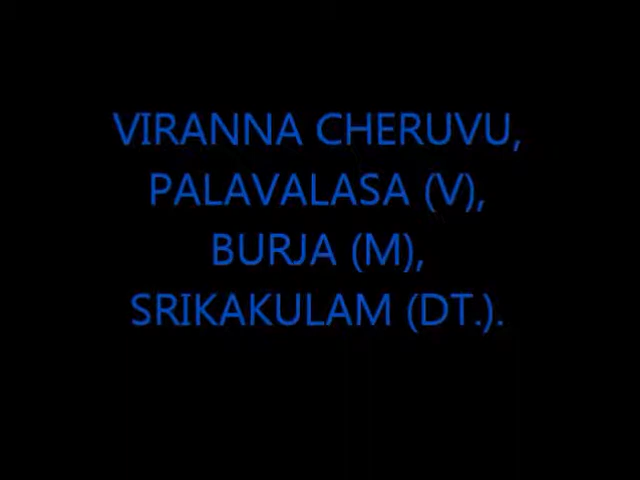 VIRANNA CHERUVU,
PALAVALASA (V),
BURJA (M),
SRIKAKULAM (DT.).